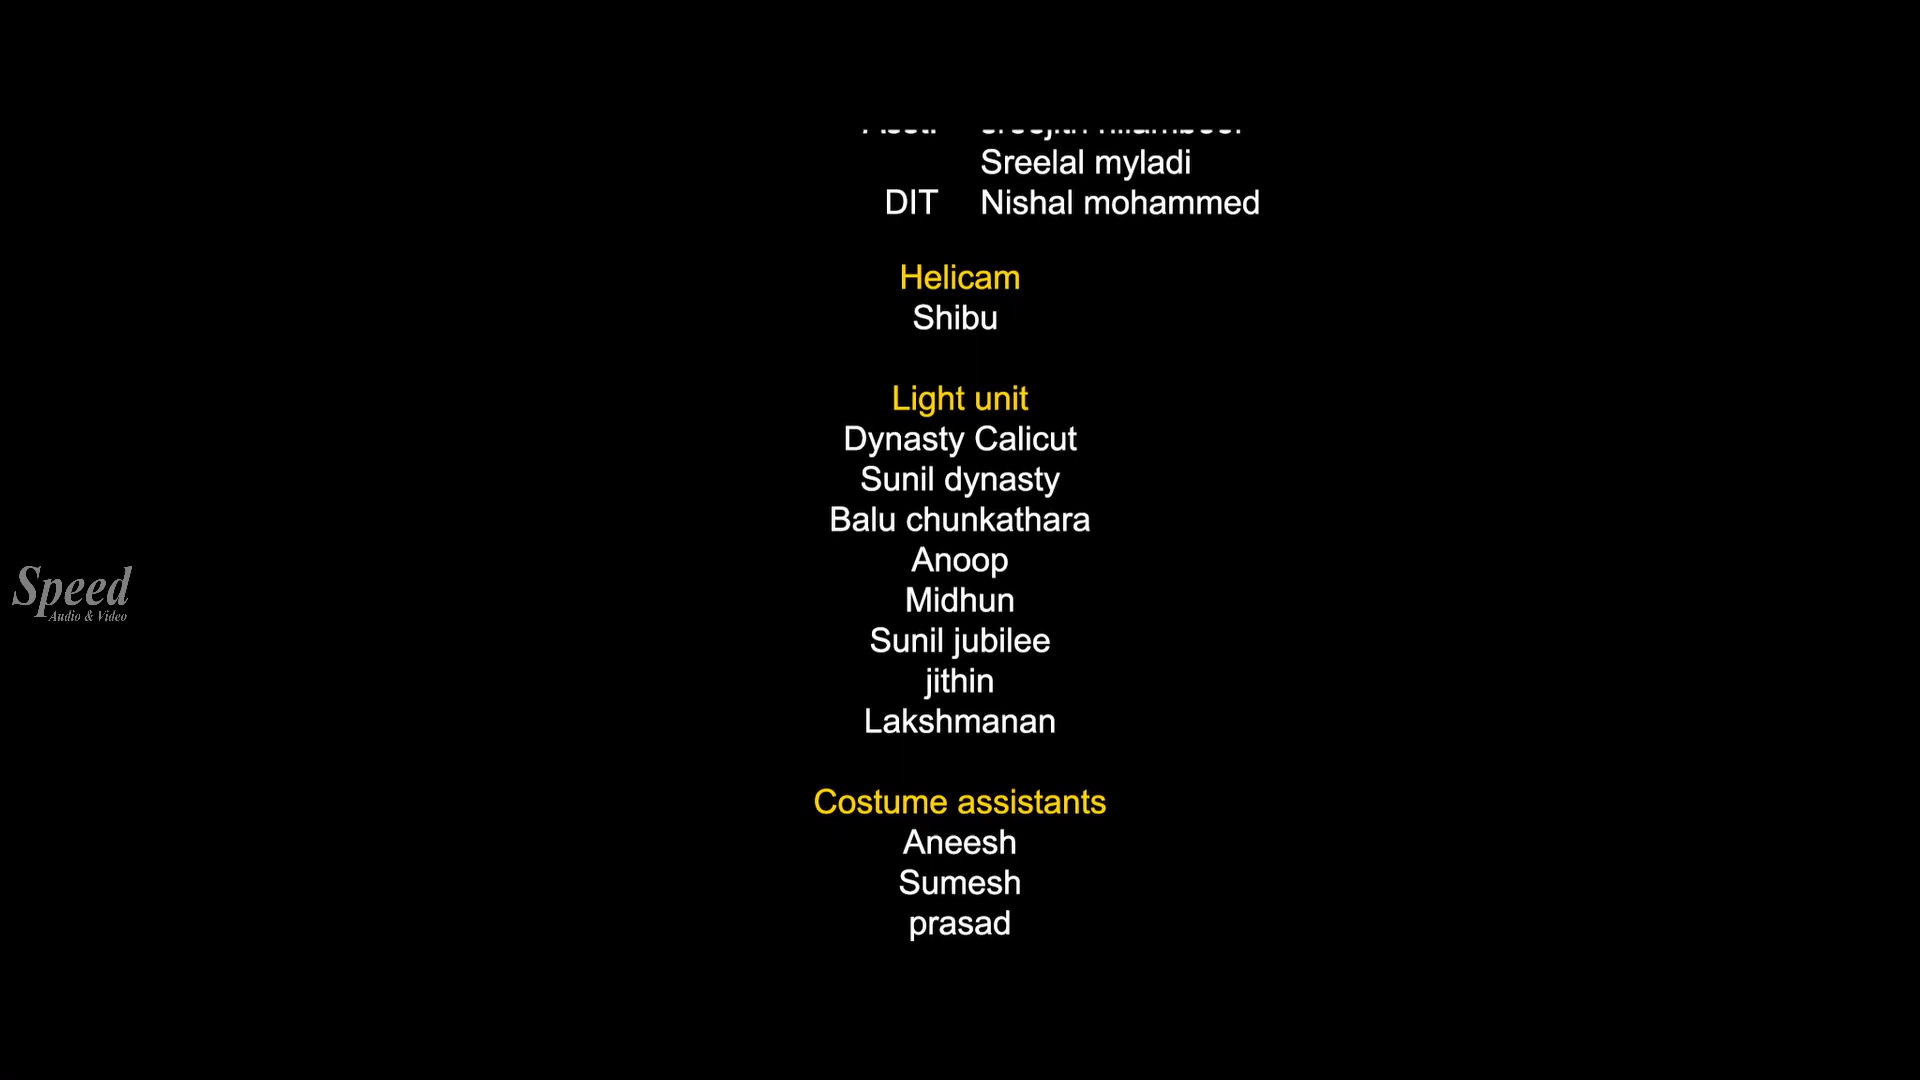 Sreelal myladi
DIT Nishal mohammed
Helicam
Shibu
Light unit
Dynasty Calicut
Sunil dynasty
Balu chunkathara
Anoop
Midhun
Sunil jubilee
jithin
Lakshmanan
Costume assistants
Aneesh
Sumesh
prasad
Speed
Audio & Video